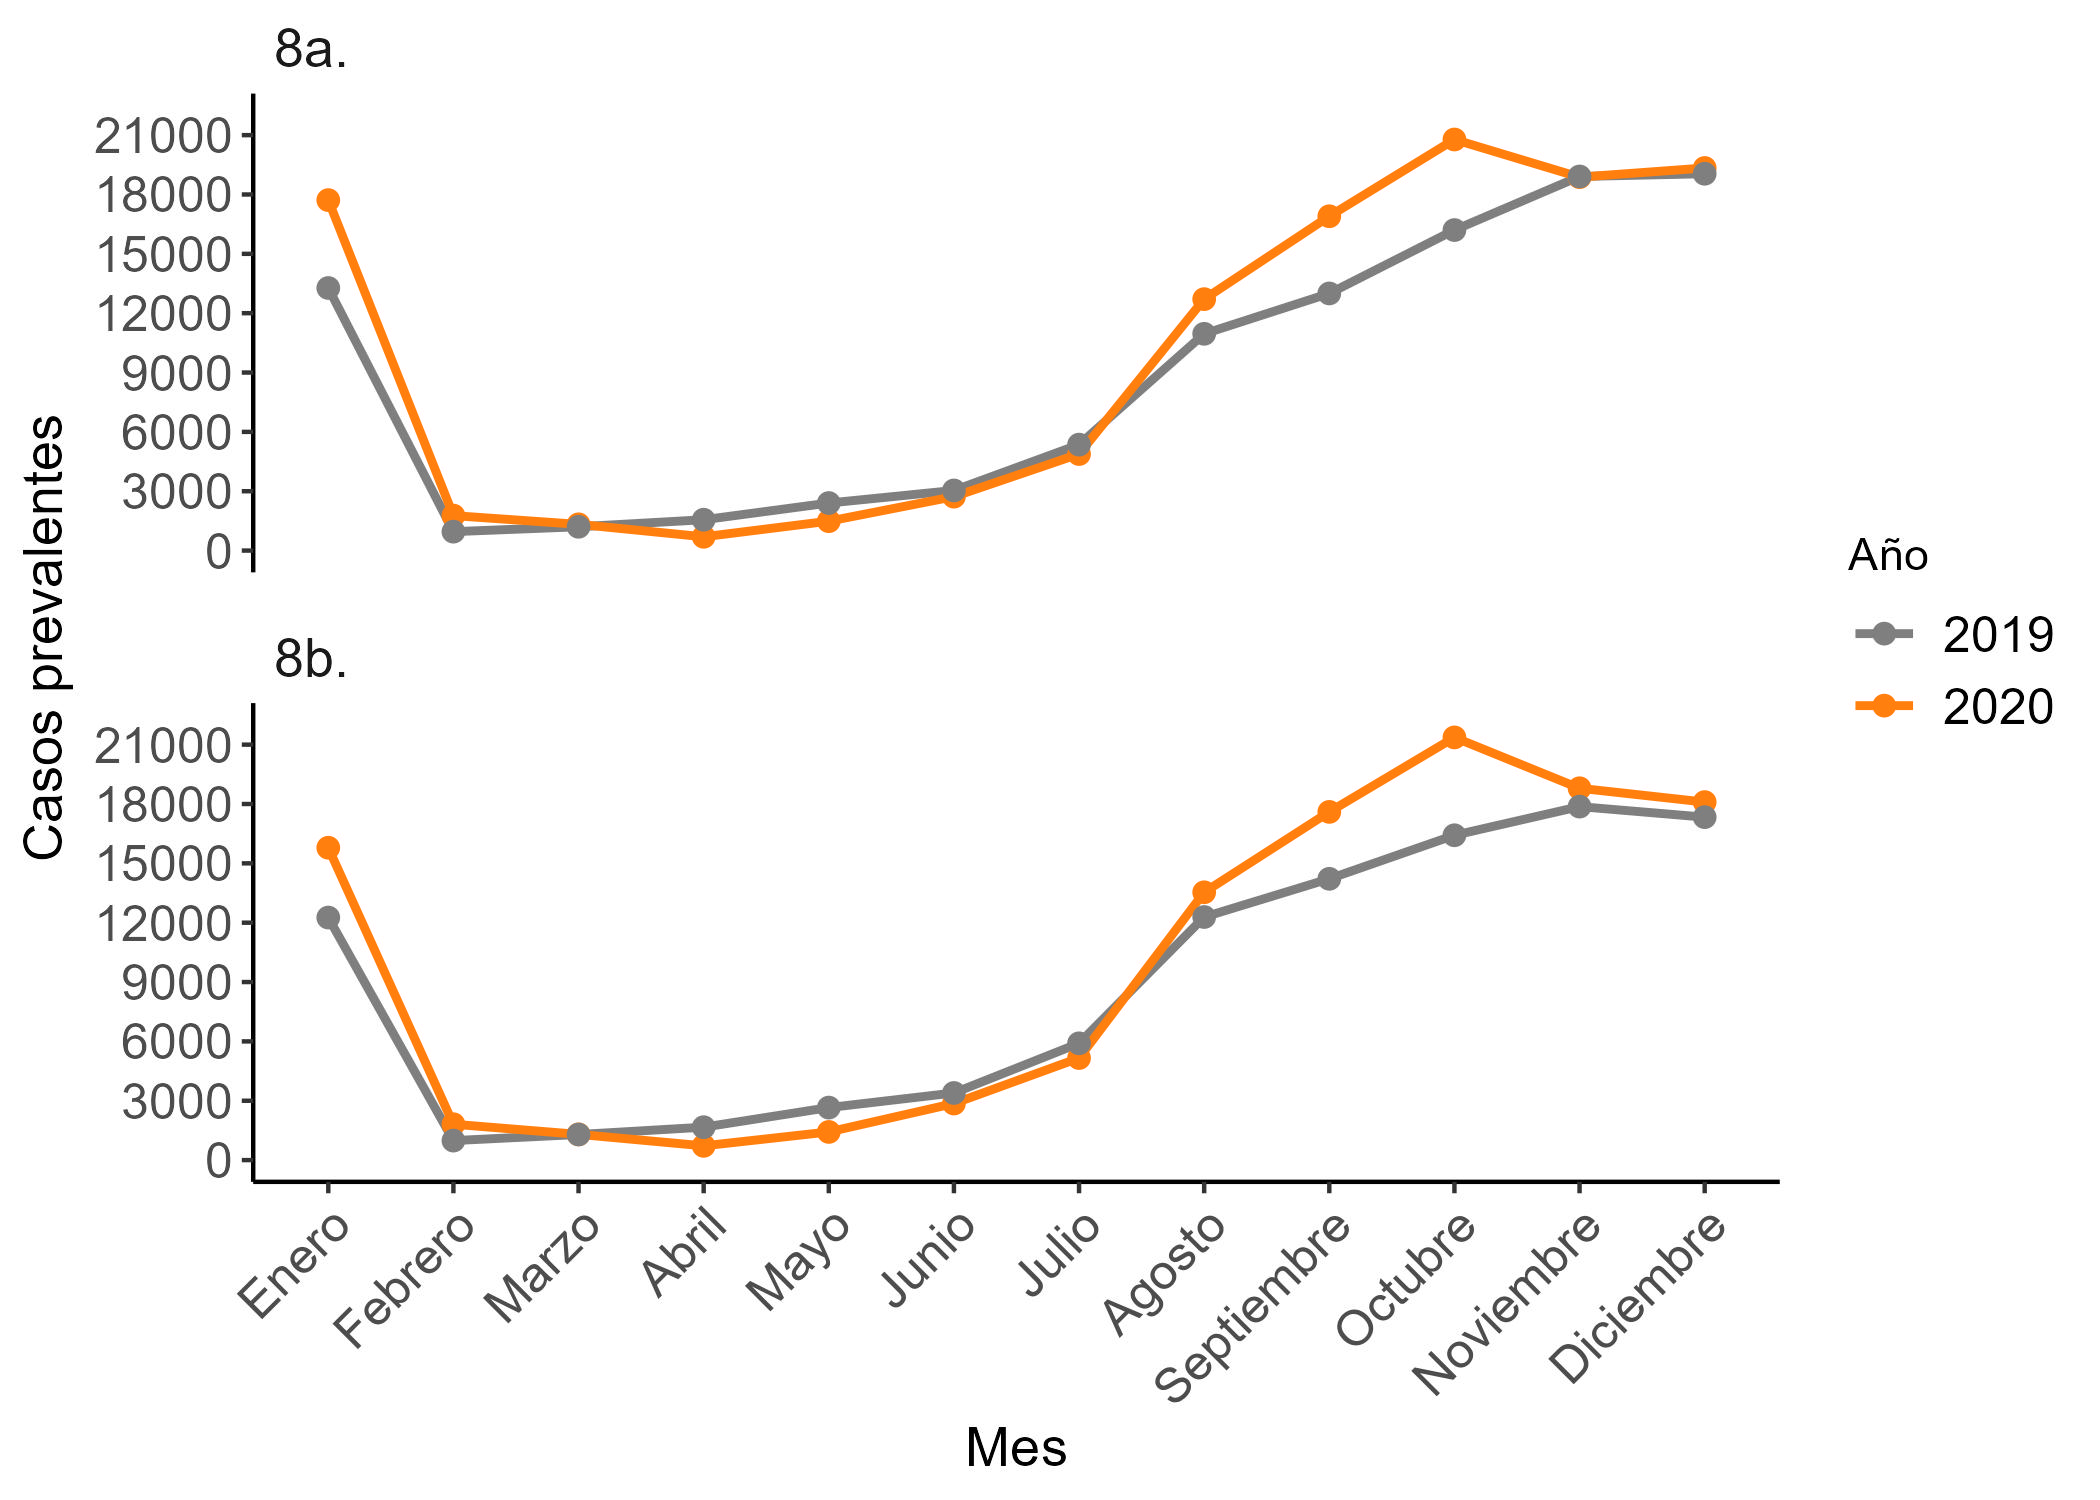 8a.
21000
18000
15000
12000
9000
6000
3000
0
Casos prevalentes
8b.
21000
18000
15000
12000
9000
6000
3000
0
Enero
Febrero
Marzo
Abril
Mayo
Junio
Julio
Agosto
Septiembre
Octubre
Noviembre
Diciembre
Mes
Año
2019
2020